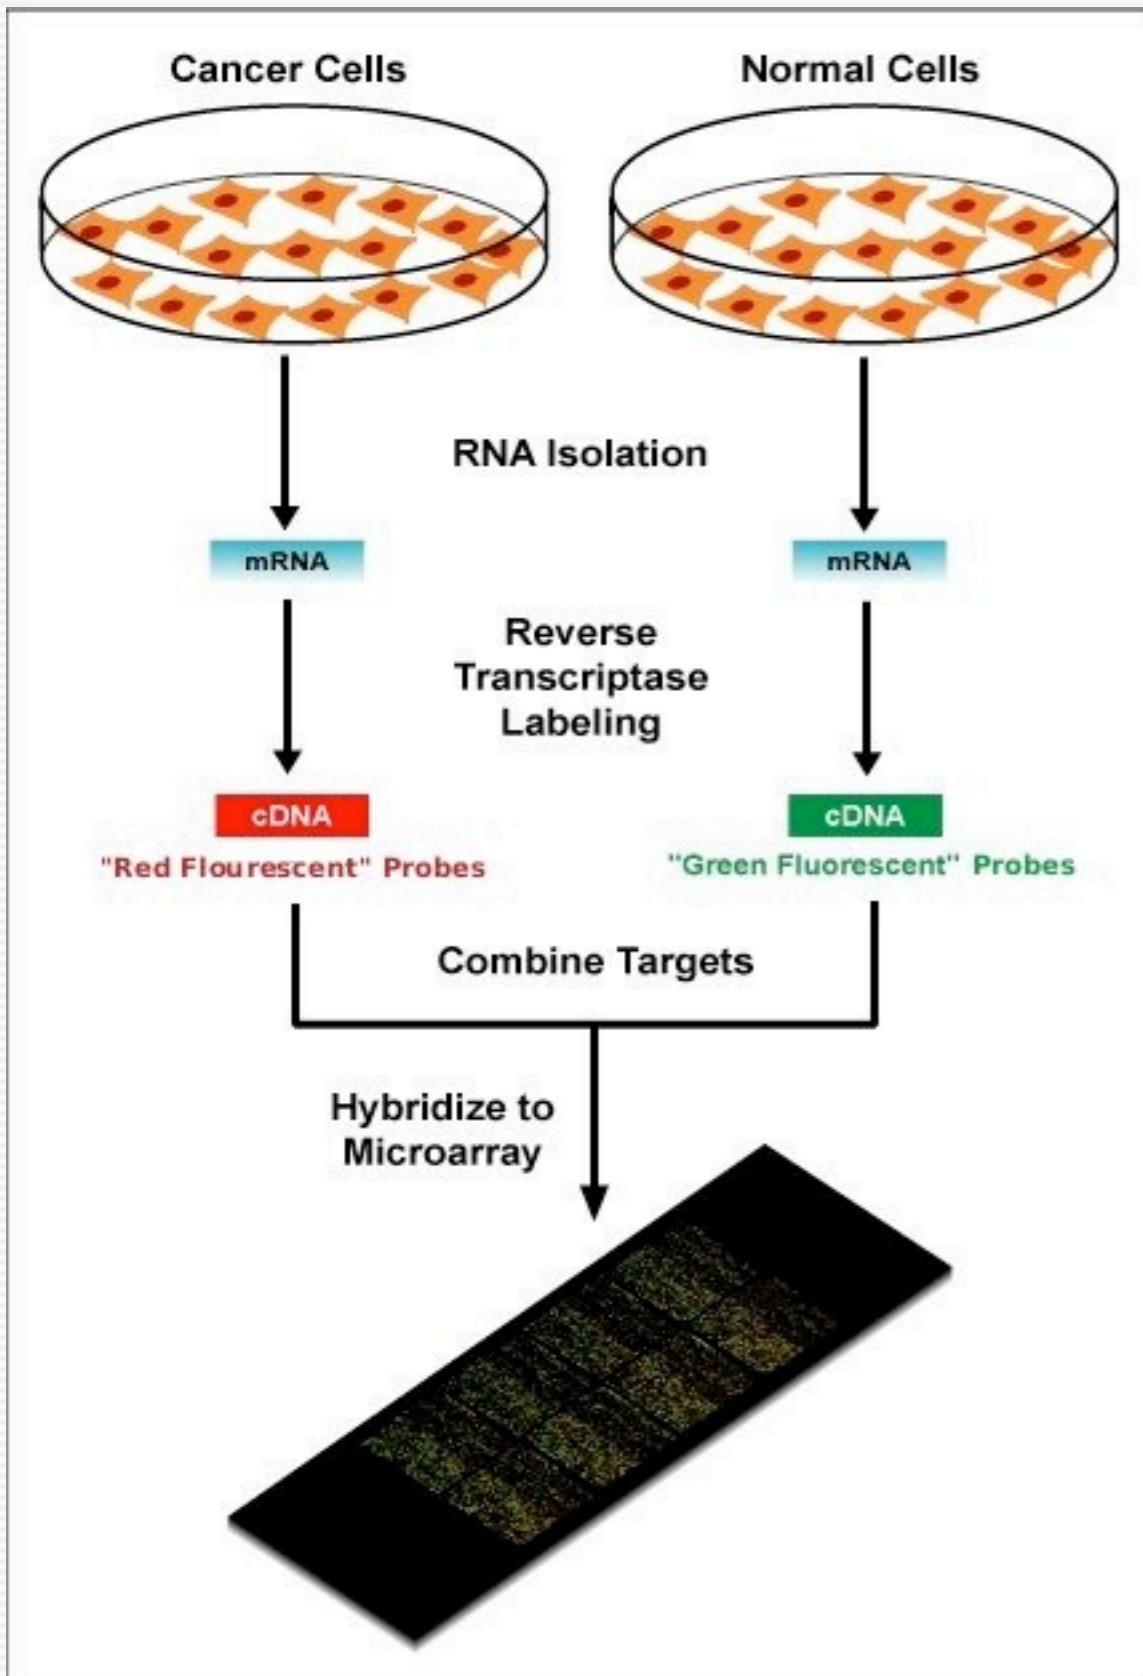 Cancer Cells
Normal Cells
RNA Isolation
mRNA
mRNA
Reverse
Transcriptase
Labeling
cDNA
cDNA
"Red Flourescent" Probes
"Green Fluorescent" Probes
Combine Targets
Hybridize to
Microarray